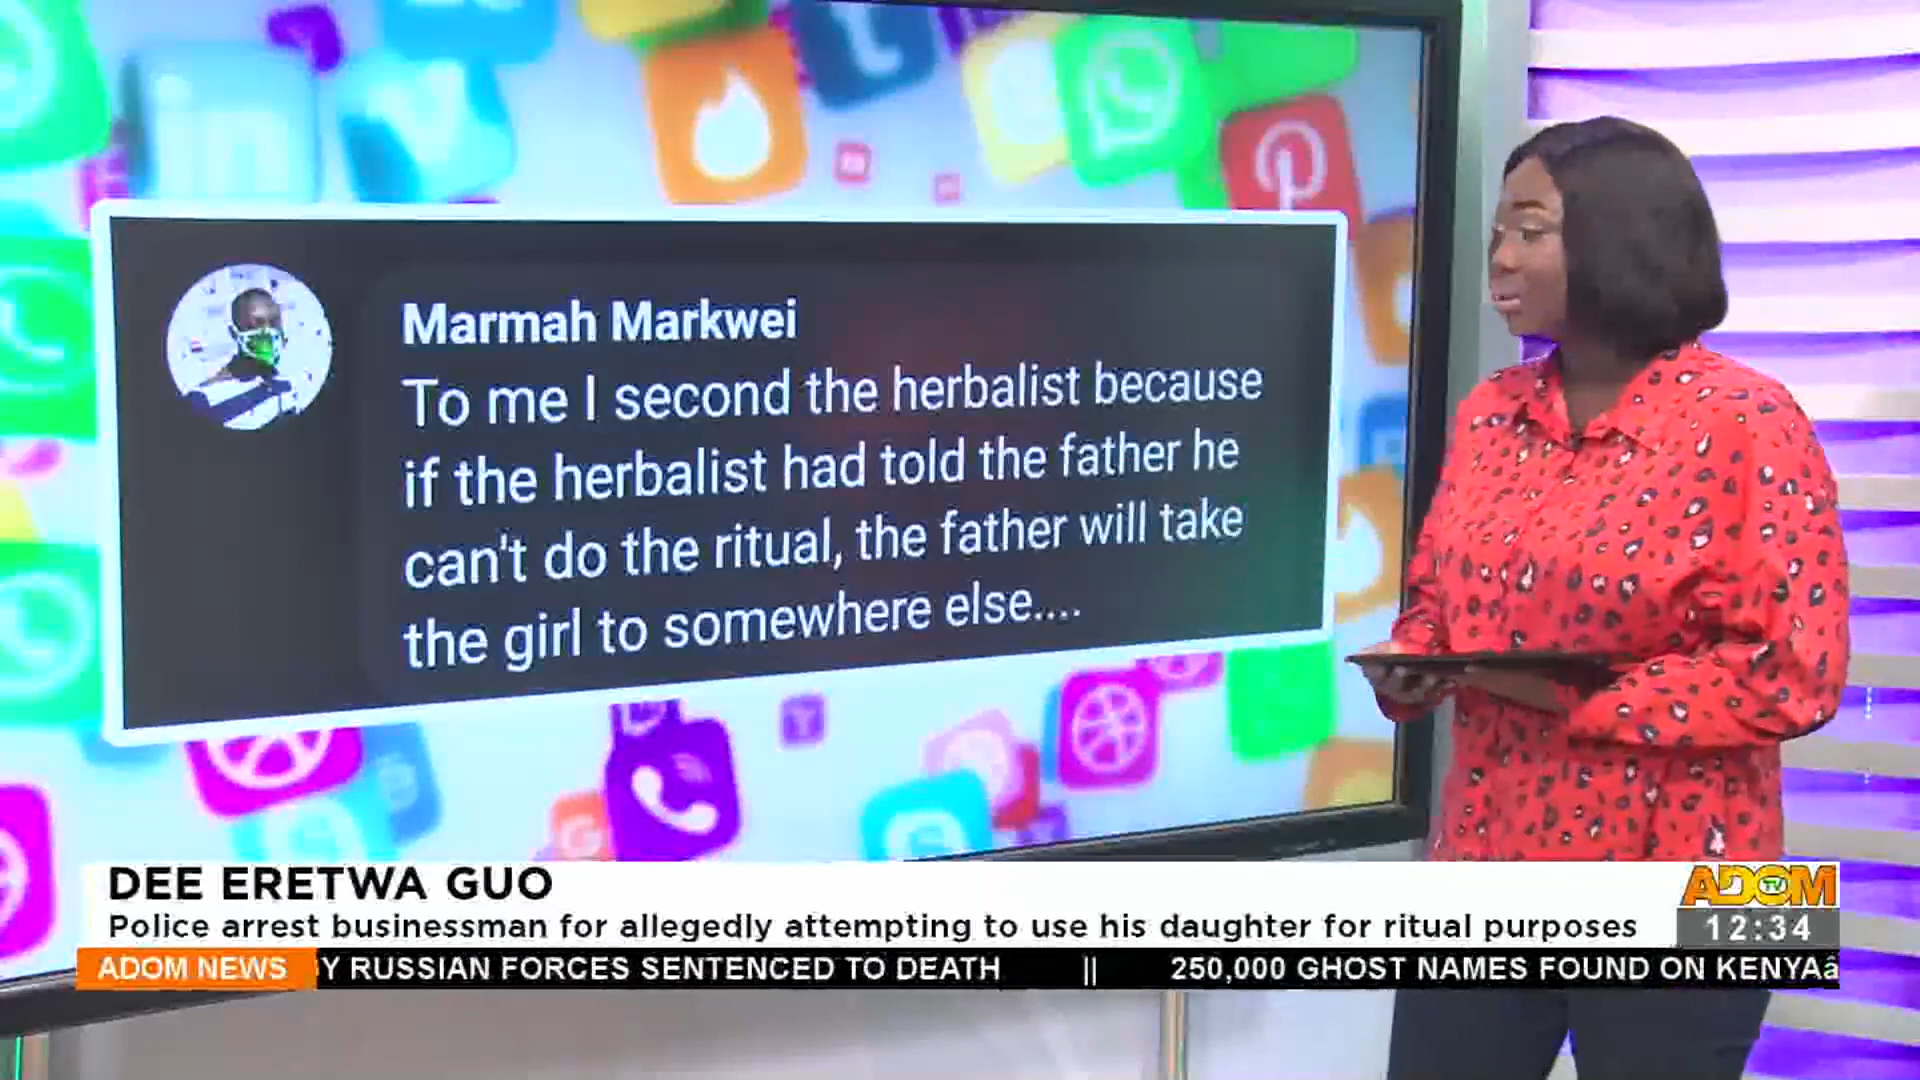 Marmah Markwei
To me I second the herbalist because
if the herbalist had told the father he
can't do the ritual, the father will take
the girl to somewhere else....
DEE ERETWA GUO
Police arrest businessman for allegedly attempting to use his daughter for ritual purposes
ADOM
TV
12:34
ADOM NEWS
Y RUSSIAN FORCES SENTENCED TO DEATH || 250,000 GHOST NAMES FOUND ON KENYAâ